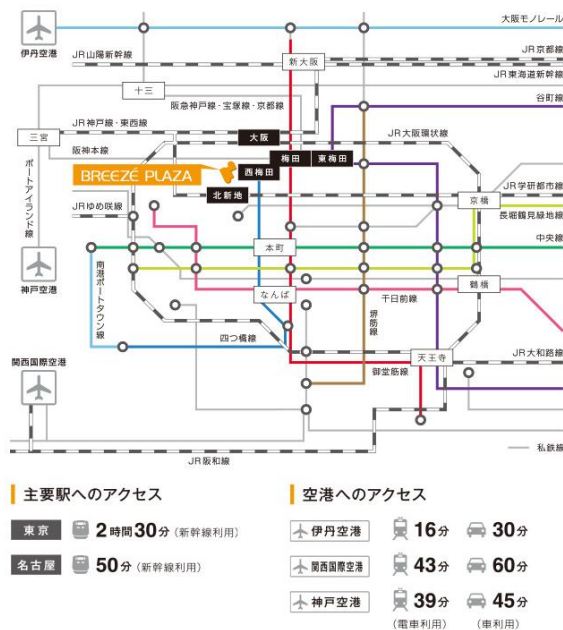 大阪モノレール
伊丹空港
JR京都線
JR山陽新幹線
新大阪
JR東海道新幹線
十三
谷町線
阪急神戸線・宝塚線・京都線
JR神戸線・東西線
大阪
JR大阪環状線
三宮
阪神本線
梅田
東梅田
BREEZÉ PLAZA
西梅田
ポートアイランド線
北新地
JR学研都市線
京橋
JRゆめ咲線
長堀鶴見緑地線
本町
中央線
神戸空港
南港ポートタウン線
なんば
鶴橋
千日前線
堺筋線
四つ橋線
関西国際空港
天王寺
JR大和路線
御堂筋線
JR阪和線
私鉄線
主要駅へのアクセス
東京 2時間30分(新幹線利用)
名古屋 50分(新幹線利用)
空港へのアクセス
伊丹空港 16分 30分
関西国際空港 43分 60分
神戸空港 39分 45分
(電車利用) (車利用)